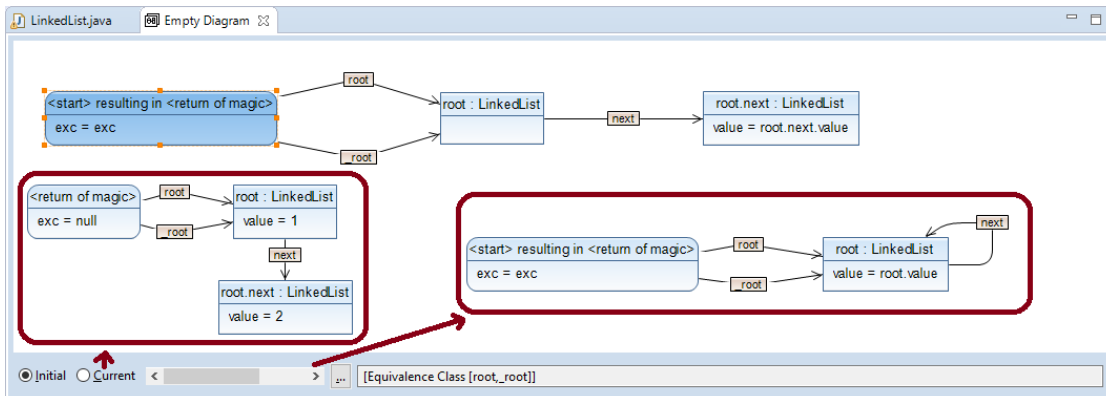 LinkedList.java
Empty Diagram
<start> resulting in <return of magic>
exc = exc
root
_root
root : LinkedList
next
root.next : LinkedList
value = root.next.value
<return of magic>
exc = null
root
_root
root : LinkedList
value = 1
next
root.next : LinkedList
value = 2
<start> resulting in <return of magic>
exc = exc
root
_root
root : LinkedList
value = root.value
next
Initial Current ... [Equivalence Class [root,_root]]